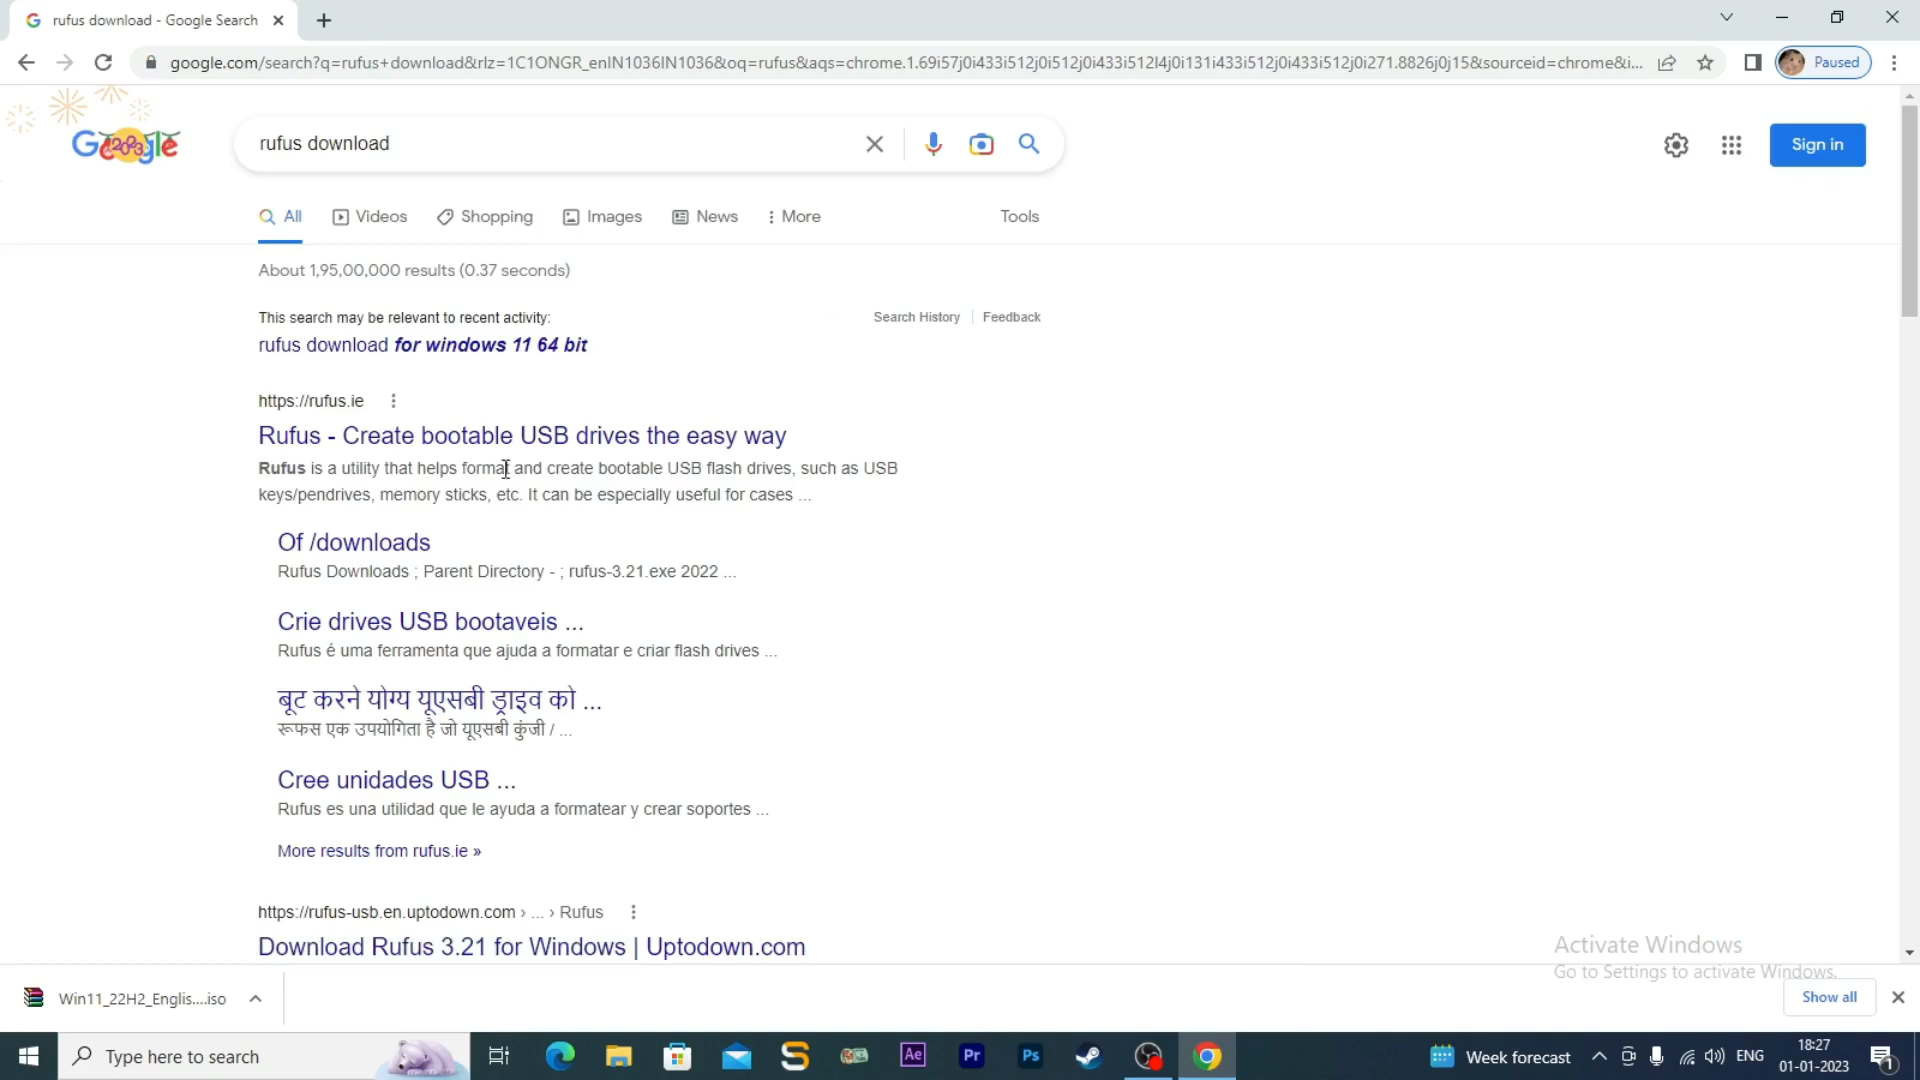 rufus download - Google Search
google.com/search?q=rufus+download&rlz=1C1ONGR_enIN1036IN1036&oq=rufus&aqs=chrome.1.69i57j0i433i512j0i512j0i433i512l4j0i131i433i512j0i433i512j0i271.8826j0j15&sourceid=chrome&i...
Paused
Google
2023
rufus download
Sign in
All
Videos
Shopping
Images
News
More
Tools
About 1,95,00,000 results (0.37 seconds)
This search may be relevant to recent activity:
Search History
Feedback
rufus download for windows 11 64 bit
https://rufus.ie
Rufus - Create bootable USB drives the easy way
Rufus is a utility that helps format and create bootable USB flash drives, such as USB
keys/pendrives, memory sticks, etc. It can be especially useful for cases ...
Of /downloads
Rufus Downloads ; Parent Directory - ; rufus-3.21.exe 2022 ...
Crie drives USB bootaveis ...
Rufus é uma ferramenta que ajuda a formatar e criar flash drives ...
बूट करने योग्य यूएसबी ड्राइव को ...
रूफस एक उपयोगिता है जो यूएसबी कुंजी / ...
Cree unidades USB ...
Rufus es una utilidad que le ayuda a formatear y crear soportes ...
More results from rufus.ie »
https://rufus-usb.en.uptodown.com › ... › Rufus
Download Rufus 3.21 for Windows | Uptodown.com
Activate Windows
Go to Settings to activate Windows.
Win11_22H2_Englis....iso
Show all
Type here to search
Ae
Pr
Ps
Week forecast
ENG
18:27
01-01-2023
1